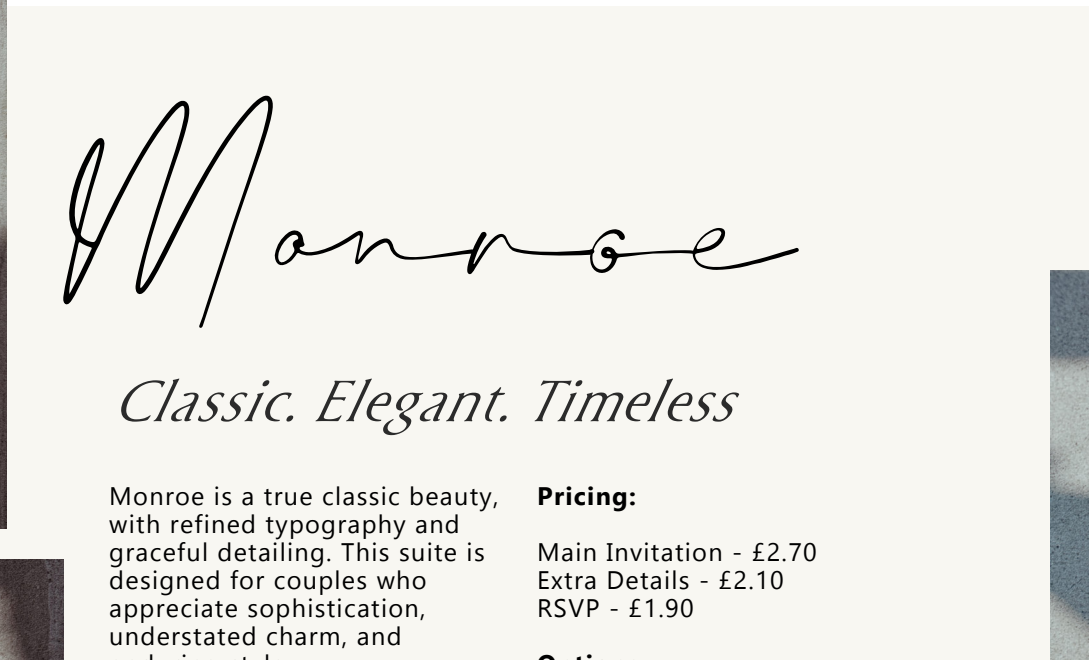 Monroe
Classic. Elegant. Timeless
Monroe is a true classic beauty,
with refined typography and
graceful detailing. This suite is
designed for couples who
appreciate sophistication,
understated charm, and
Pricing:
Main Invitation - £2.70
Extra Details - £2.10
RSVP - £1.90